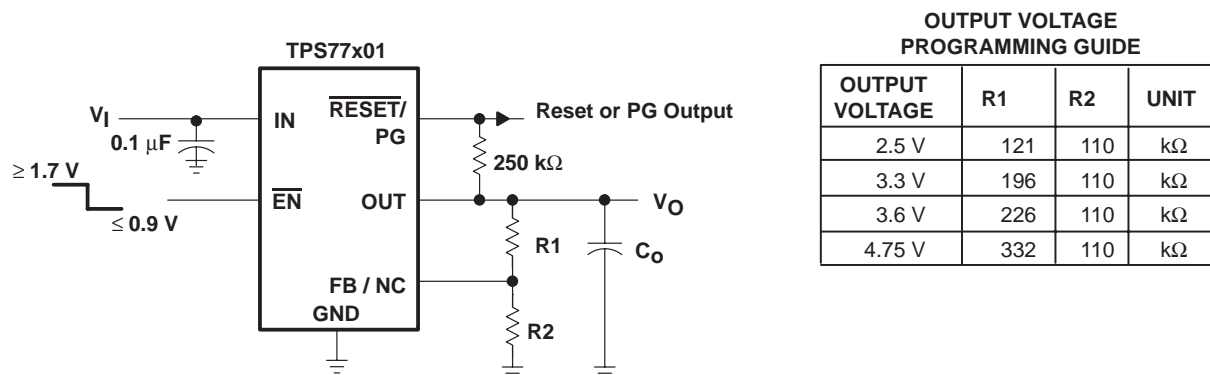 TPS77x01
V_I
0.1 µF
IN
RESET/
PG
Reset or PG Output
250 kΩ
≥ 1.7 V
≤ 0.9 V
EN
OUT
V_O
R1
C_o
FB / NC
GND
R2
OUTPUT VOLTAGE
PROGRAMMING GUIDE
OUTPUT VOLTAGE R1 R2 UNIT
2.5 V 121 110 kΩ
3.3 V 196 110 kΩ
3.6 V 226 110 kΩ
4.75 V 332 110 kΩ